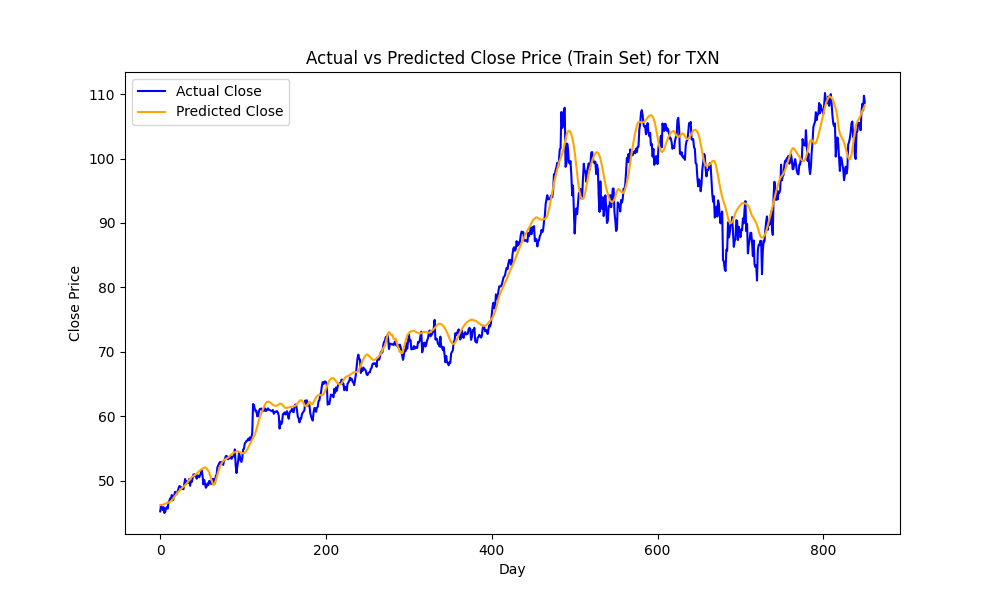 Actual vs Predicted Close Price (Train Set) for TXN
Actual Close
Predicted Close
110
100
90
80
70
60
50
Close Price
0
200
400
600
800
Day